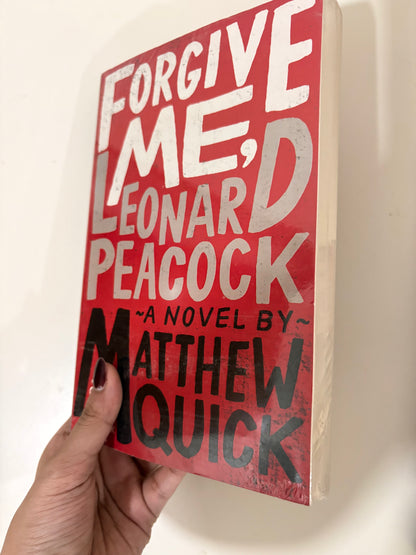 FORGIVE
ME,
LEONARD
PEACOCK
~A NOVEL BY~
MATTHEW
QUICK